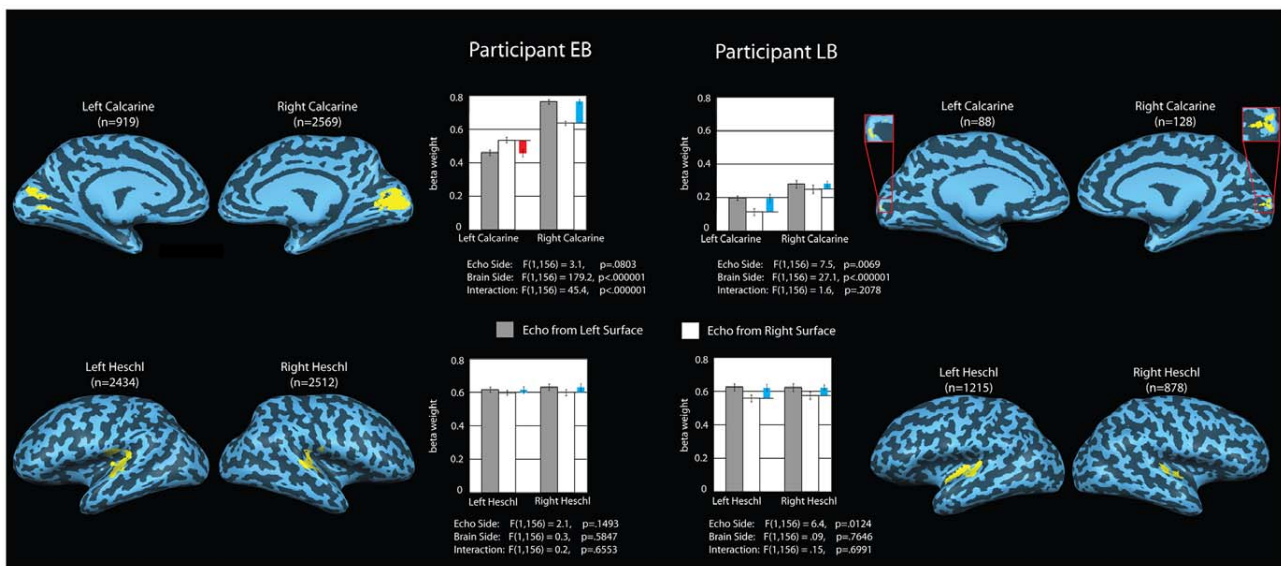 Participant EB
Participant LB
Left Calcarine
(n=919)
Right Calcarine
(n=2569)
0.8
0.6
0.4
0.2
0
beta weight
Left Calcarine
Right Calcarine
Echo Side: F(1,156) = 3.1, p=.0803
Brain Side: F(1,156) = 179.2, p<.000001
Interaction: F(1,156) = 45.4, p<.000001
0.8
0.6
0.4
0.2
0
beta weight
Left Calcarine
Right Calcarine
Echo Side: F(1,156) = 7.5, p=.0069
Brain Side: F(1,156) = 27.1, p<.000001
Interaction: F(1,156) = 1.6, p=.2078
Left Calcarine
(n=88)
Right Calcarine
(n=128)
Echo from Left Surface
Echo from Right Surface
Left Heschl
(n=2434)
Right Heschl
(n=2512)
0.8
0.6
0.4
0.2
0
beta weight
Left Heschl
Right Heschl
Echo Side: F(1,156) = 2.1, p=.1493
Brain Side: F(1,156) = 0.3, p=.5847
Interaction: F(1,156) = 0.2, p=.6553
0.8
0.6
0.4
0.2
0
beta weight
Left Heschl
Right Heschl
Echo Side: F(1,156) = 6.4, p=.0124
Brain Side: F(1,156) = .09, p=.7646
Interaction: F(1,156) = .15, p=.6991
Left Heschl
(n=1215)
Right Heschl
(n=878)